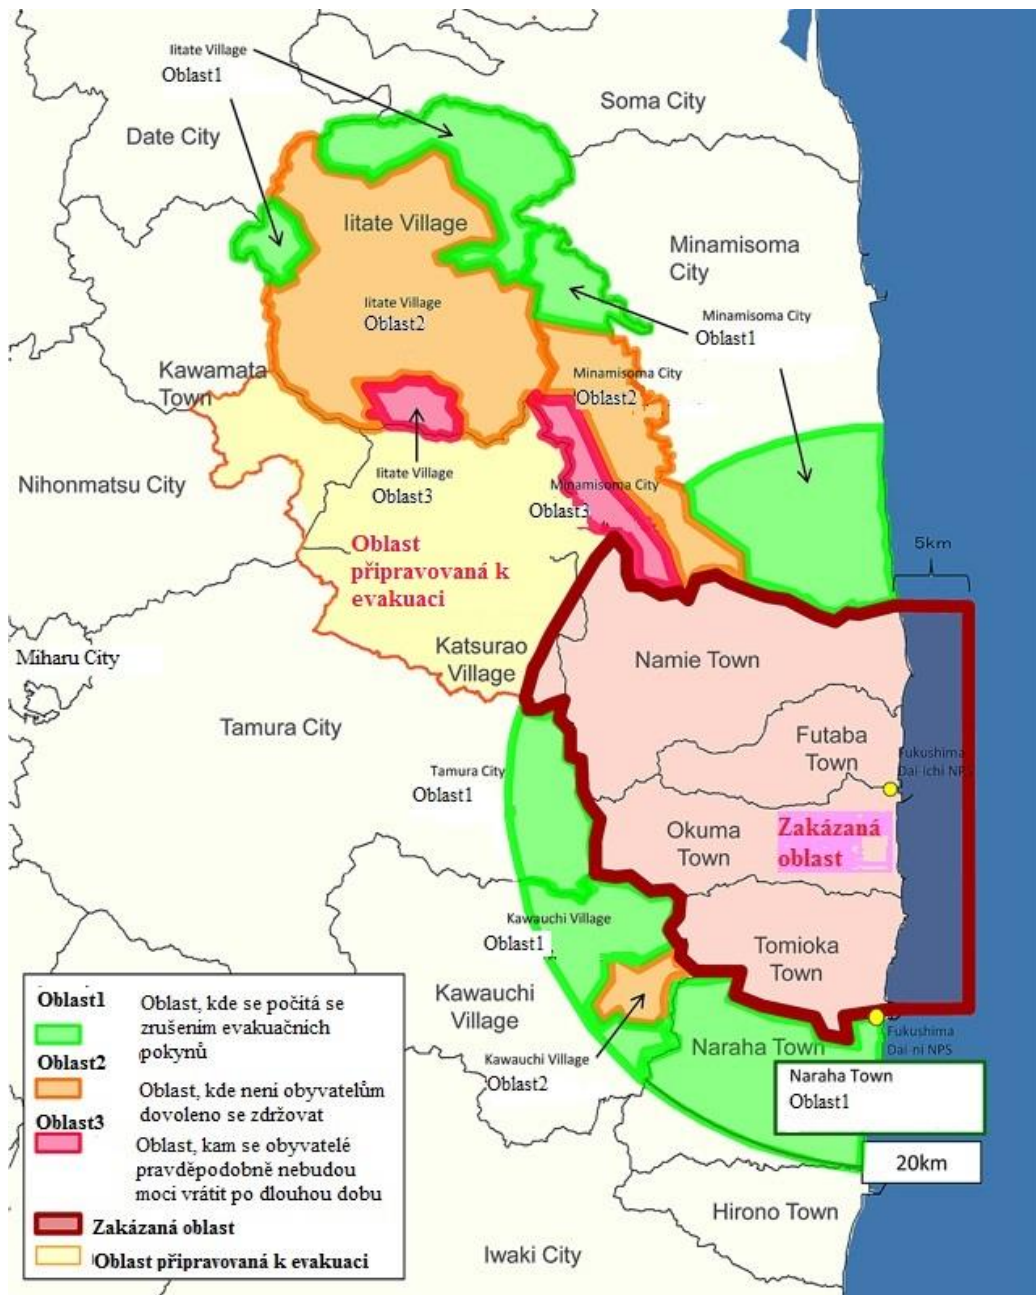 Iitate Village
Oblast1
Soma City
Date City
Iitate Village
Minamisoma
City
Iitate Village
Oblast2
Minamisoma City
Oblast1
Kawamata
Town
Minamisoma City
Oblast2
Nihonmatsu City
Iitate Village
Oblast3
Minamisoma City
Oblast3
Oblast
připravovaná k
evakuaci
5km
Miharu City
Katsurao
Village
Namie Town
Tamura City
Futaba
Town
Fukushima
Dai-ichi NPS
Tamura City
Oblast1
Okuma
Town
Zakázaná
oblast
Kawauchi Village
Oblast1
Tomioka
Town
Kawauchi
Village
Kawauchi Village
Oblast2
Naraha Town
Fukushima
Dai-ni NPS
Naraha Town
Oblast1
20km
Hirono Town
Iwaki City
Oblast1
Oblast, kde se počítá se
zrušením evakuačních
pokynů
Oblast2
Oblast, kde neni obyvatelům
dovoleno se zdržovat
Oblast3
Oblast, kam se obyvatelé
pravděpodobně nebudou
moci vrátit po dlouhou dobu
Zakázaná oblast
Oblast připravovaná k evakuaci